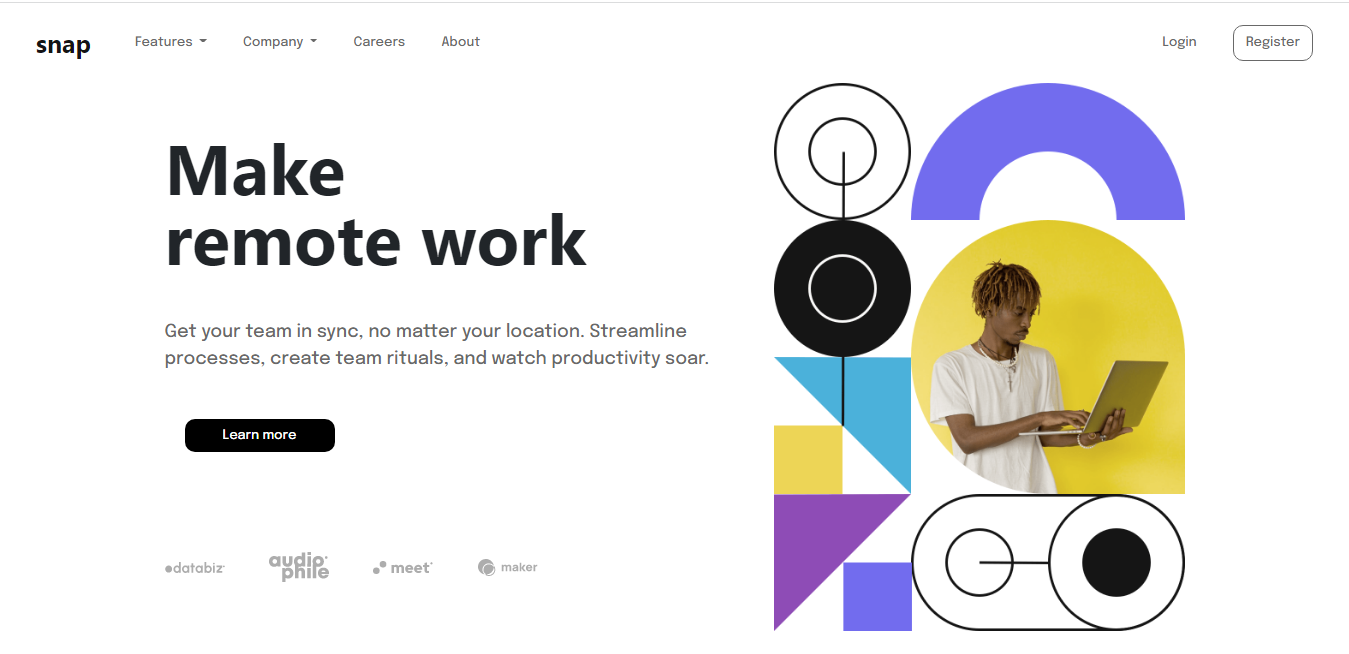 snap Features Company Careers About Login Register
Make
remote work
Get your team in sync, no matter your location. Streamline
processes, create team rituals, and watch productivity soar.
Learn more
databiz audiophile meet maker